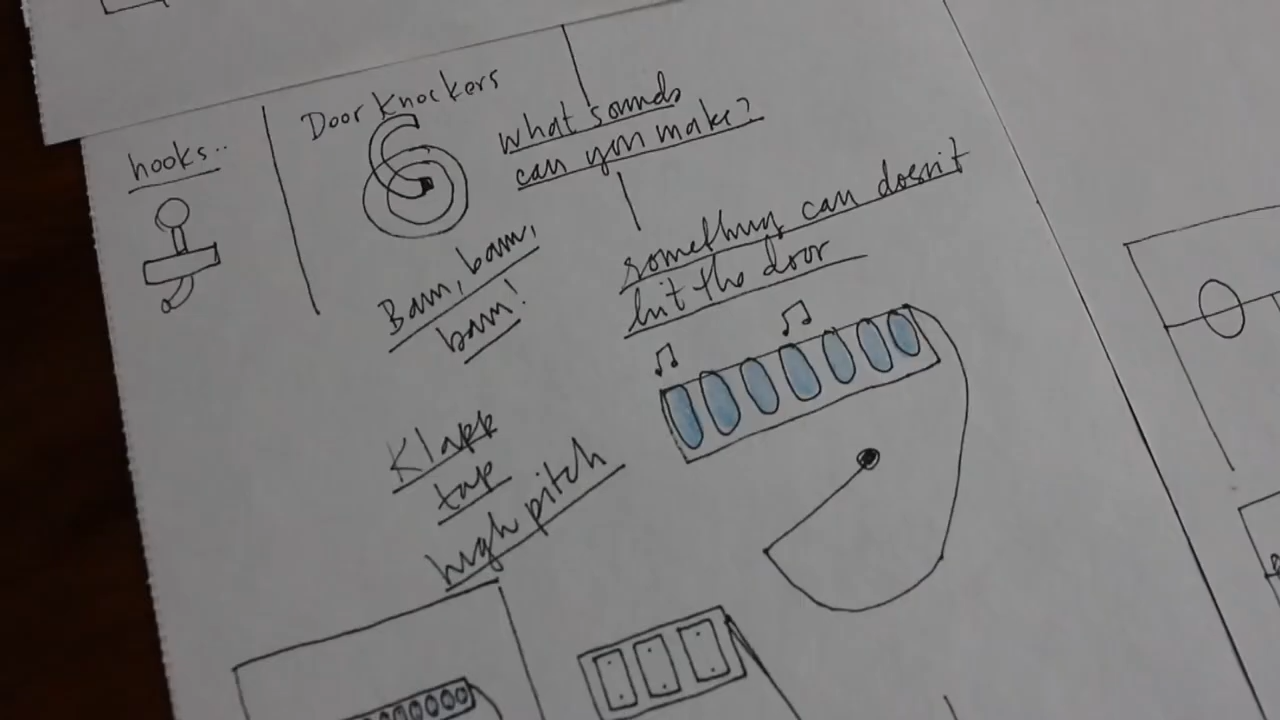 hooks..
Door Knockers
what sounds
can you make?
something can doesn't
hit the door
Bam, bam,
bam!
Klapp
tap
high pitch